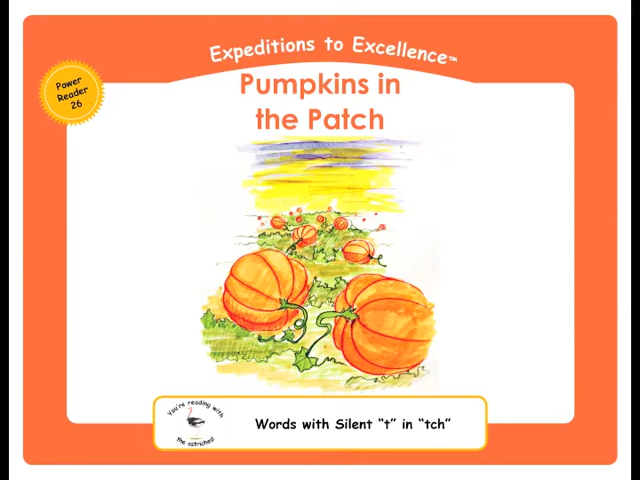 Expeditions to Excellence™
Pumpkins in
the Patch
Power
Reader
26
You're reading with
the ostriches!
Words with Silent “t” in “tch”